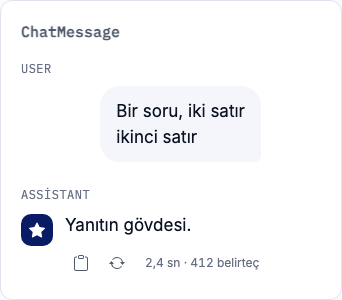 ChatMessage
USER
Bir soru, iki satır
ikinci satır
ASSİSTANT
Yanıtın gövdesi.
2,4 sn · 412 belirteç